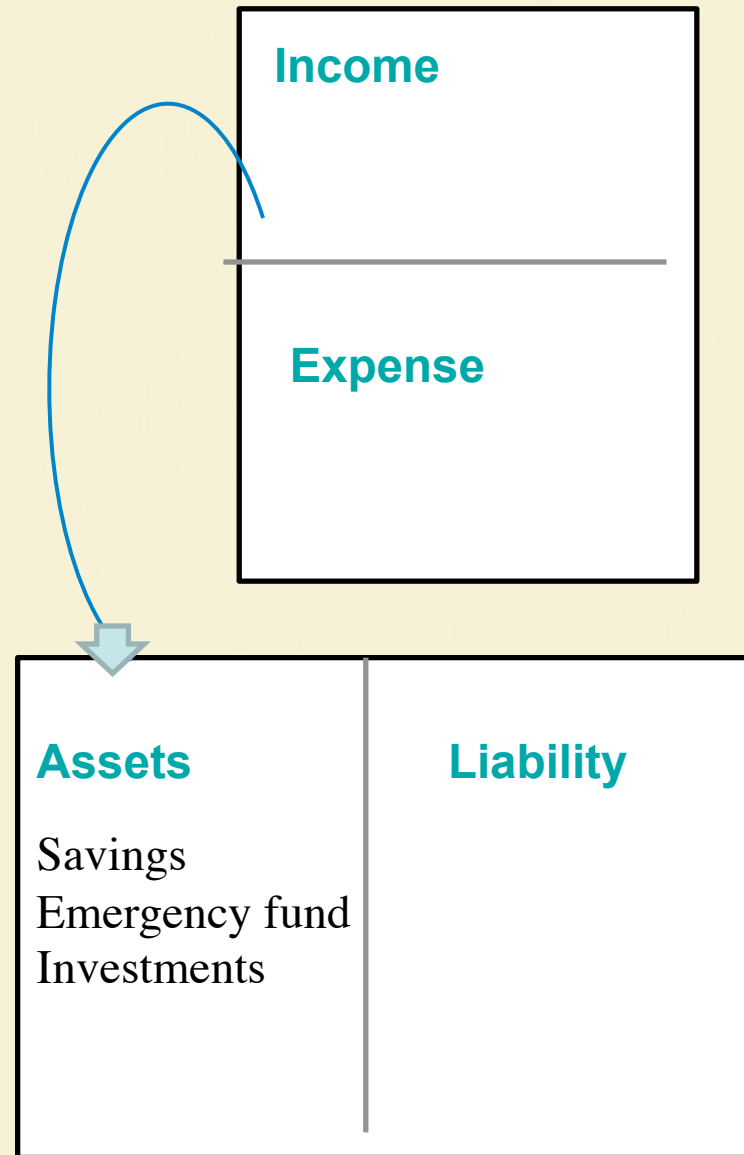 Income
Expense
Assets
Liability
Savings
Emergency fund
Investments